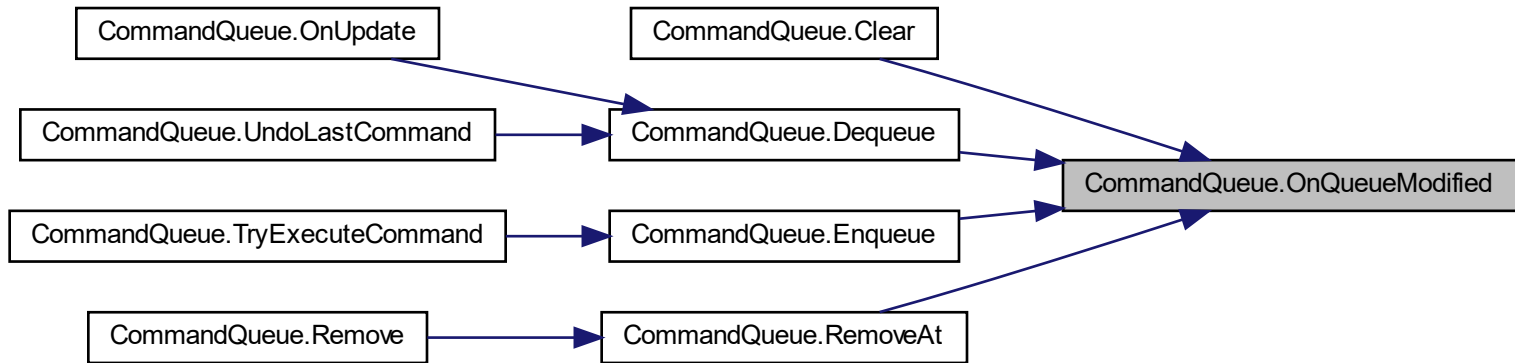 CommandQueue.OnUpdate
CommandQueue.Clear
CommandQueue.UndoLastCommand
CommandQueue.Dequeue
CommandQueue.OnQueueModified
CommandQueue.TryExecuteCommand
CommandQueue.Enqueue
CommandQueue.Remove
CommandQueue.RemoveAt